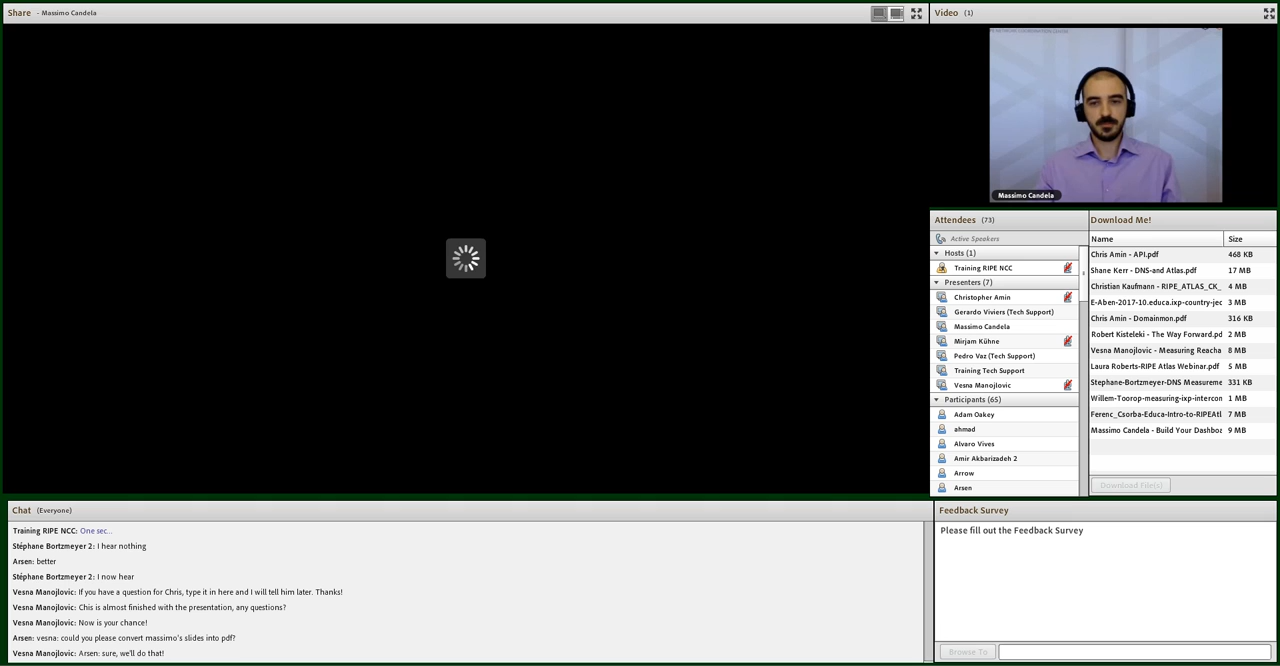 Share - Massimo Candela
Video (1)
Massimo Candela
Attendees (73)
Active Speakers
Hosts (1)
Training RIPE NCC
Presenters (7)
Christopher Amin
Gerardo Viviers (Tech Support)
Massimo Candela
Mirjam Kühne
Pedro Vaz (Tech Support)
Training Tech Support
Vesna Manojlovic
Participants (65)
Adam Oakey
ahmad
Alvaro Vives
Amir Akbarizadeh 2
Arrow
Arsen
Download Me!
Name Size
Chris Amin - API.pdf 468 KB
Shane Kerr - DNS-and Atlas.pdf 17 MB
Christian Kaufmann - RIPE_ATLAS_CK_ 4 MB
E-Aben-2017-10.educa.ixp-country-jec 3 MB
Chris Amin - Domainmon.pdf 316 KB
Robert Kisteleki - The Way Forward.pd 2 MB
Vesna Manojlovic - Measuring Reacha 8 MB
Laura Roberts-RIPE Atlas Webinar.pdf 5 MB
Stephane-Bortzmeyer-DNS Measureme 331 KB
Willem-Toorop-measuring-ixp-intercon 1 MB
Ferenc_Csorba-Educa-Intro-to-RIPEAtl 7 MB
Massimo Candela - Build Your Dashboa 9 MB
Download File(s)
Chat (Everyone)
Training RIPE NCC: One sec...
Stéphane Bortzmeyer 2: I hear nothing
Arsen: better
Stéphane Bortzmeyer 2: I now hear
Vesna Manojlovic: If you have a question for Chris, type it in here and I will tell him later. Thanks!
Vesna Manojlovic: Chis is almost finished with the presentation, any questions?
Vesna Manojlovic: Now is your chance!
Arsen: vesna: could you please convert massimo's slides into pdf?
Vesna Manojlovic: Arsen: sure, we'll do that!
Feedback Survey
Please fill out the Feedback Survey
Browse To